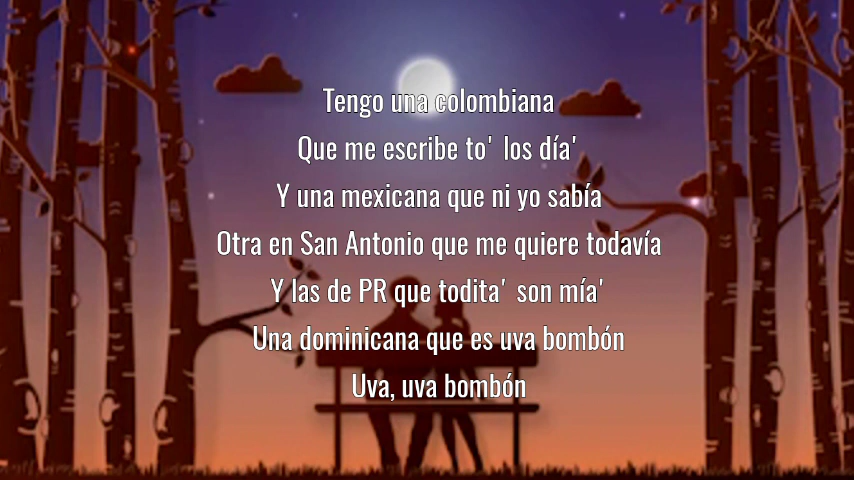 Tengo una colombiana
Que me escribe to' los día'
Y una mexicana que ni yo sabía
Otra en San Antonio que me quiere todavía
Y las de PR que todita' son mía'
Una dominicana que es uva bombón
Uva, uva bombón